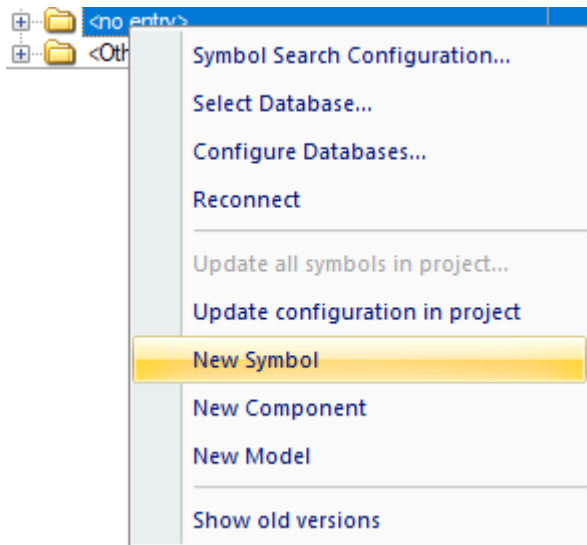 <no entry>
<Oth
Symbol Search Configuration...
Select Database...
Configure Databases...
Reconnect
Update all symbols in project...
Update configuration in project
New Symbol
New Component
New Model
Show old versions